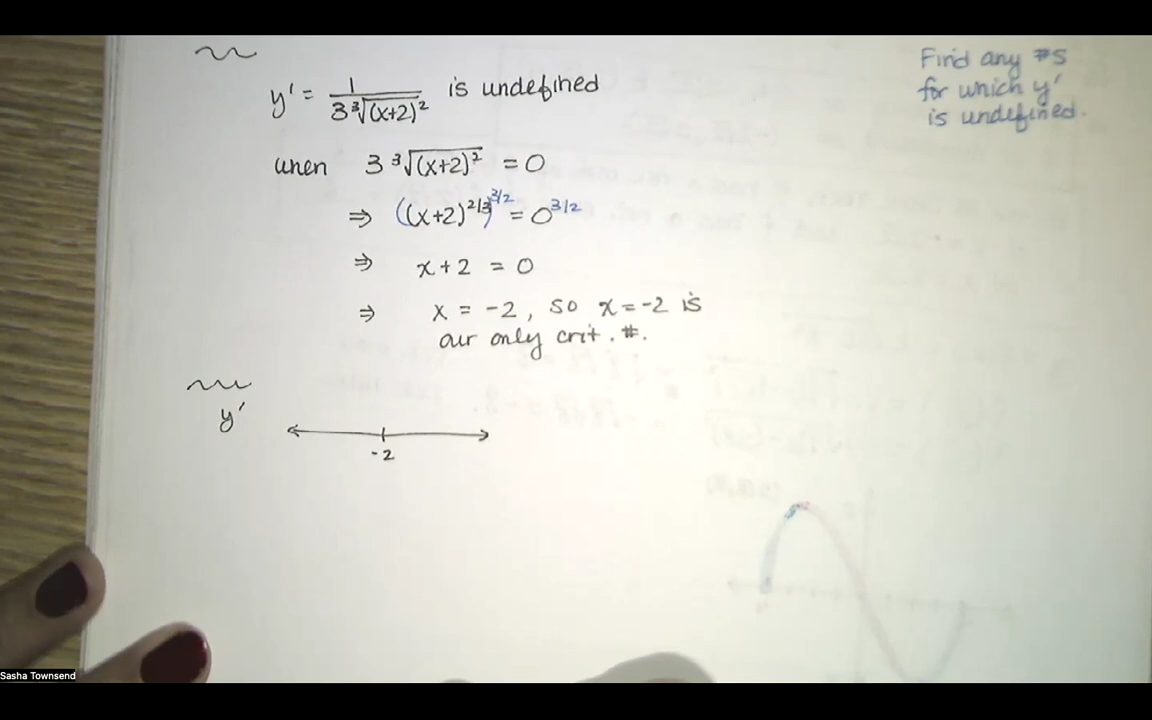 y' = 1 / 3∛(x+2)² is undefined
when 3 ∛(x+2)² = 0
⇒ ((x+2)^2/3)^3/2 = 0^3/2
⇒ x+2 = 0
⇒ x = -2, so x = -2 is
our only crit. #.
y'
-2
Find any #s
for which y'
is undefined.
Sasha Townsend